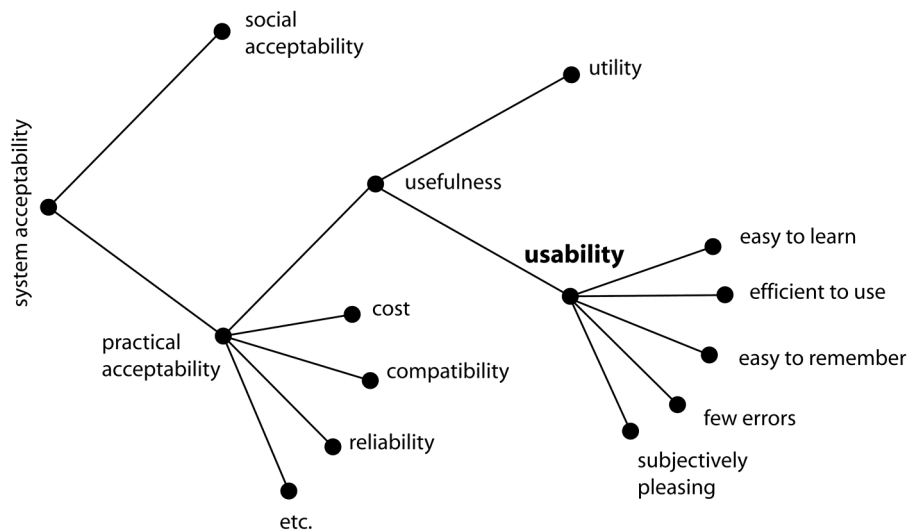 social
acceptability
utility
system acceptability
usefulness
usability
easy to learn
efficient to use
cost
practical
acceptability
easy to remember
compatibility
few errors
reliability
subjectively
pleasing
etc.